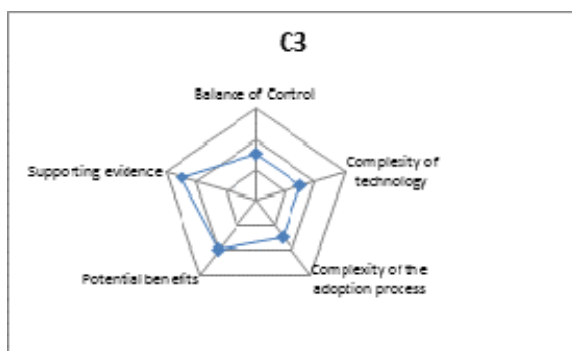 C3
Balance of Control
Complexity of
technology
Complexity of the
adoption process
Potential benefits
Supporting evidence